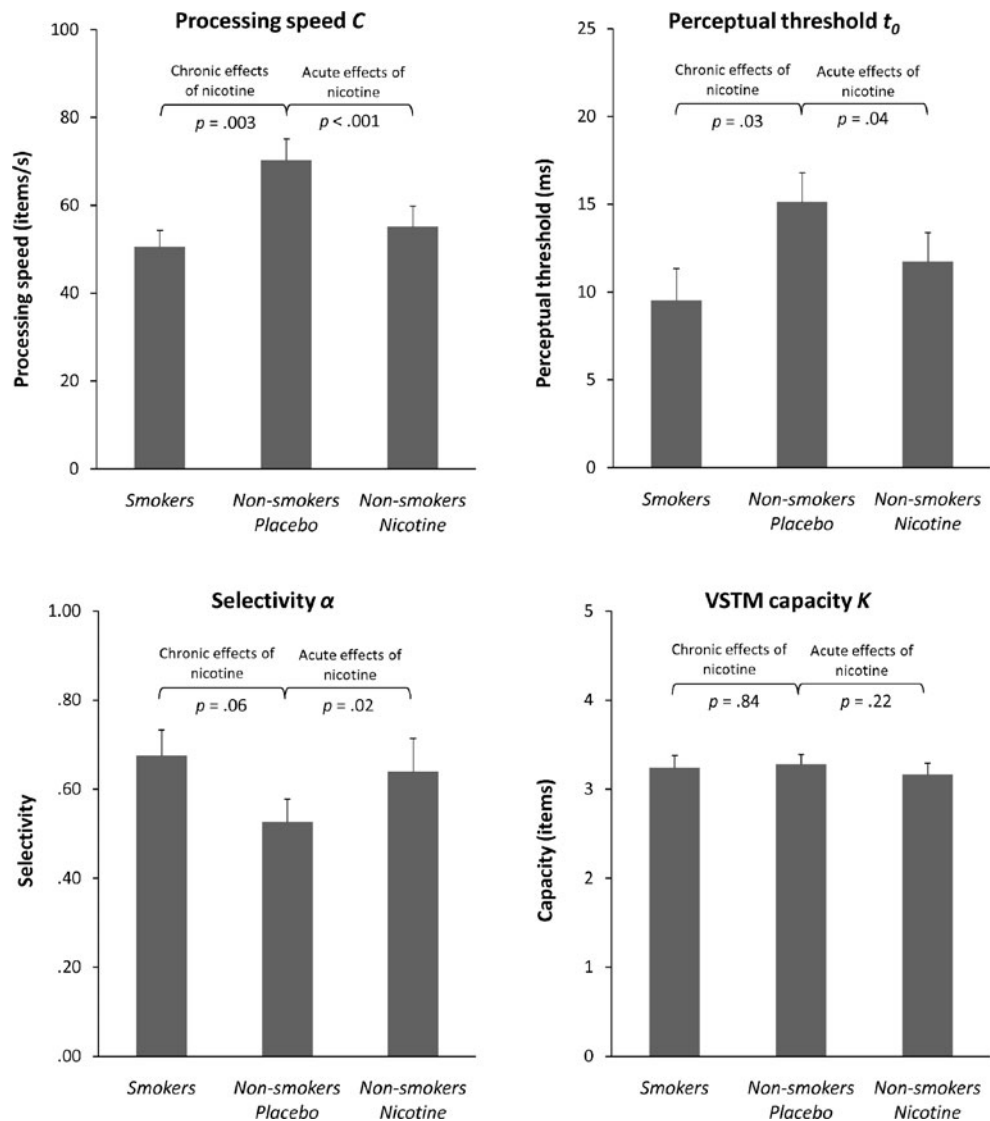 Processing speed C
100
80
60
40
20
0
Processing speed (items/s)
Chronic effects of
nicotine
p = .003
Acute effects of
nicotine
p < .001
Smokers
Non-smokers
Placebo
Non-smokers
Nicotine
Perceptual threshold t₀
25
20
15
10
5
0
Perceptual threshold (ms)
Chronic effects of
nicotine
p = .03
Acute effects of
nicotine
p = .04
Smokers
Non-smokers
Placebo
Non-smokers
Nicotine
Selectivity α
1.00
.80
.60
.40
.20
.00
Selectivity
Chronic effects of
nicotine
p = .06
Acute effects of
nicotine
p = .02
Smokers
Non-smokers
Placebo
Non-smokers
Nicotine
VSTM capacity K
5
4
3
2
1
0
Capacity (items)
Chronic effects of
nicotine
p = .84
Acute effects of
nicotine
p = .22
Smokers
Non-smokers
Placebo
Non-smokers
Nicotine